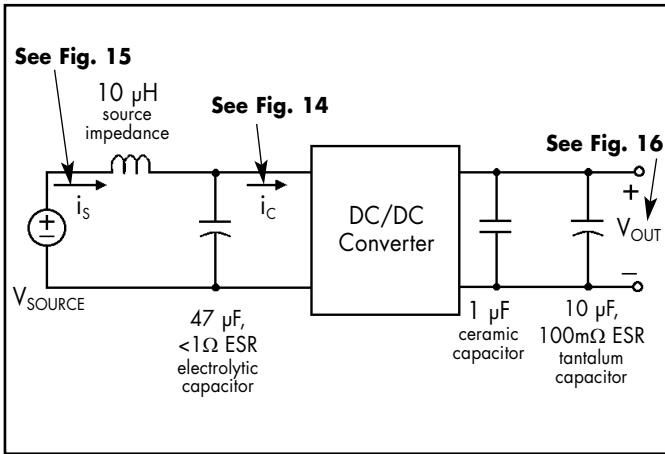 See Fig. 15
10 µH
source
impedance
See Fig. 14
See Fig. 16
iS
iC
DC/DC
Converter
+
VOUT
–
VSOURCE
47 µF,
<1Ω ESR
electrolytic
capacitor
1 µF
ceramic
capacitor
10 µF,
100mΩ ESR
tantalum
capacitor